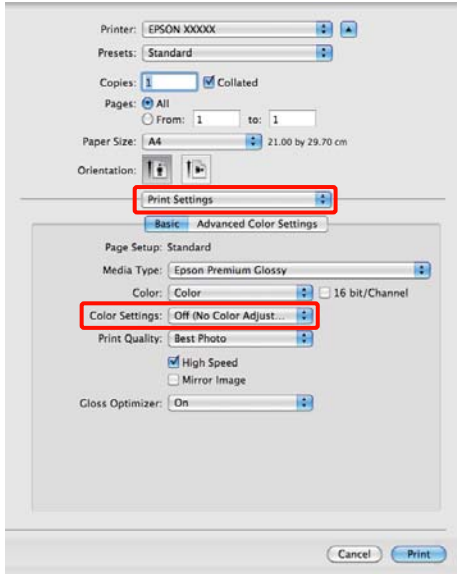 Printer: EPSON XXXXX
Presets: Standard
Copies: 1 Collated
Pages: All
From: 1 to: 1
Paper Size: A4 21.00 by 29.70 cm
Orientation:
Print Settings
Basic Advanced Color Settings
Page Setup: Standard
Media Type: Epson Premium Glossy
Color: Color 16 bit/Channel
Color Settings: Off (No Color Adjust...
Print Quality: Best Photo
High Speed
Mirror Image
Gloss Optimizer: On
Cancel Print